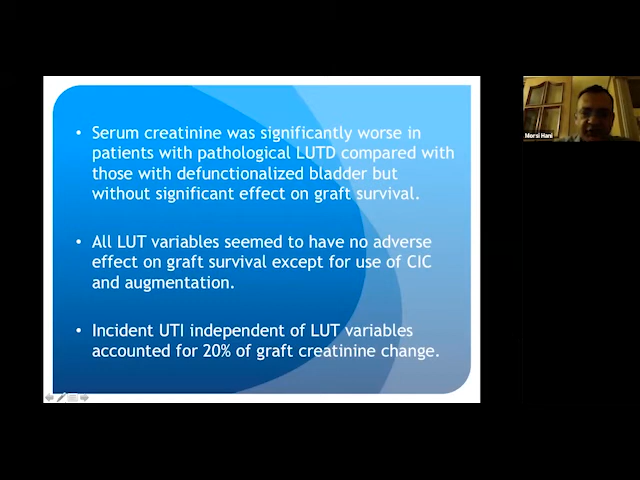 • Serum creatinine was significantly worse in
patients with pathological LUTD compared with
those with defunctionalized bladder but
without significant effect on graft survival.
• All LUT variables seemed to have no adverse
effect on graft survival except for use of CIC
and augmentation.
• Incident UTI independent of LUT variables
accounted for 20% of graft creatinine change.
Morsi Hani